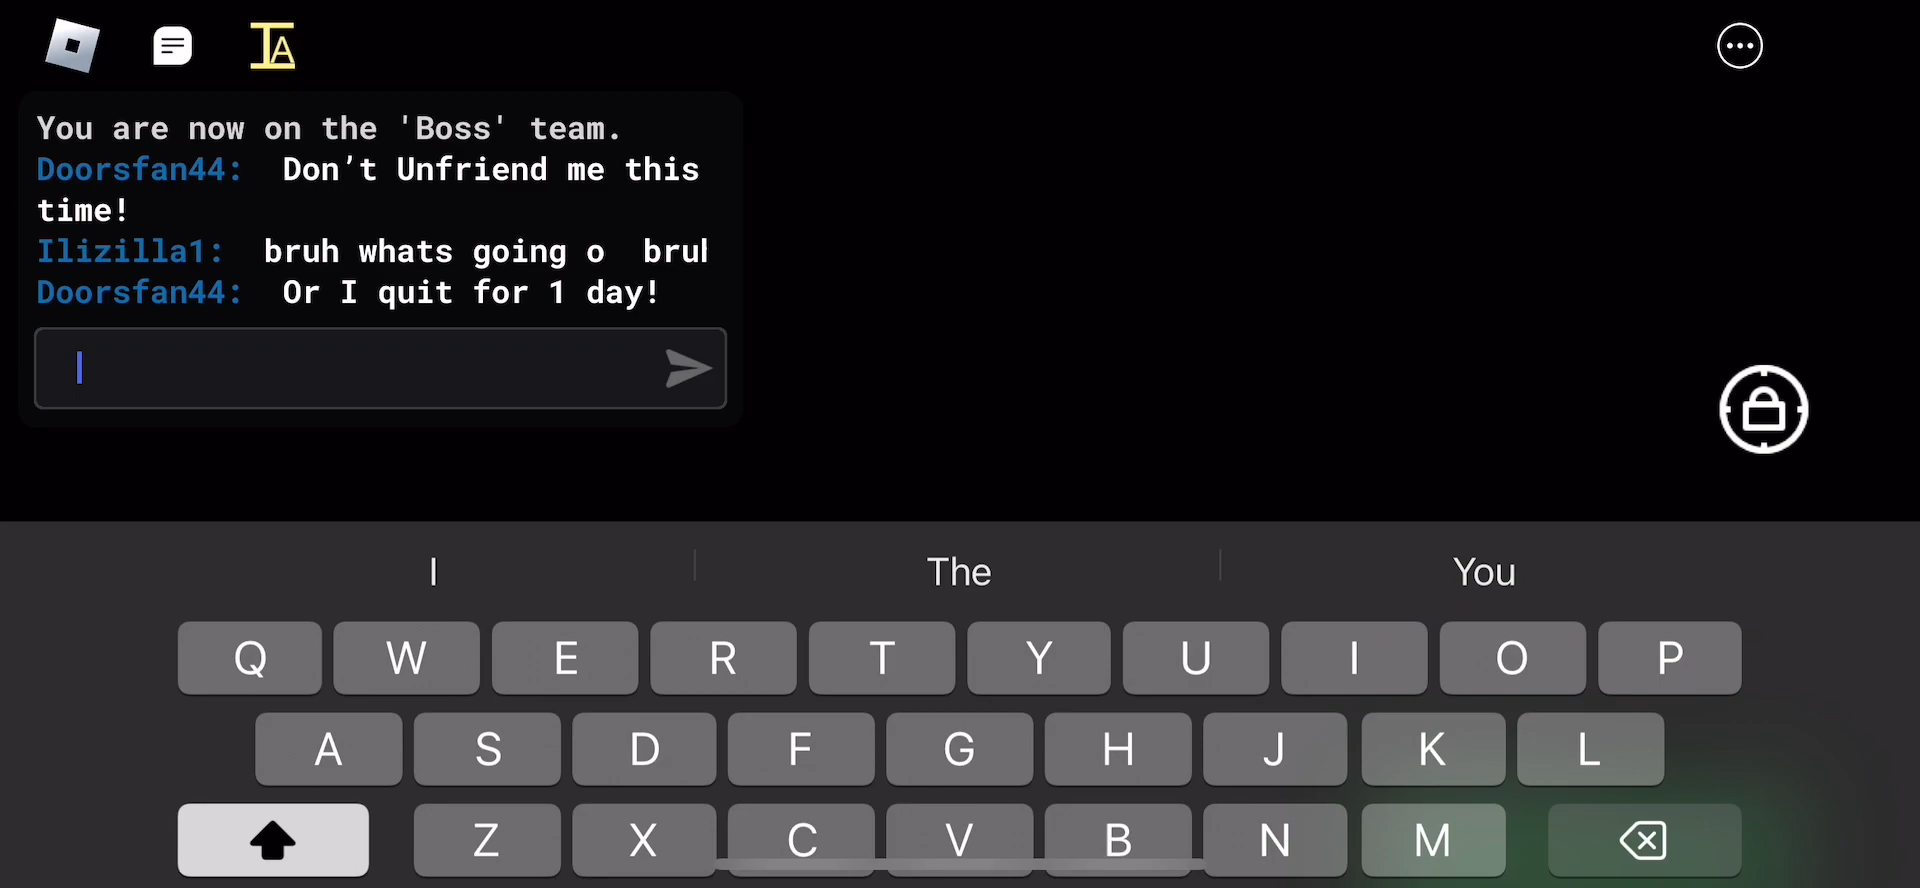 IA
You are now on the 'Boss' team.
Doorsfan44: Don’t Unfriend me this
time!
Ilizilla1: bruh whats going o
Doorsfan44: Or I quit for 1 day!
I The You
Q W E R T Y U I O P
A S D F G H J K L
Z X C V B N M